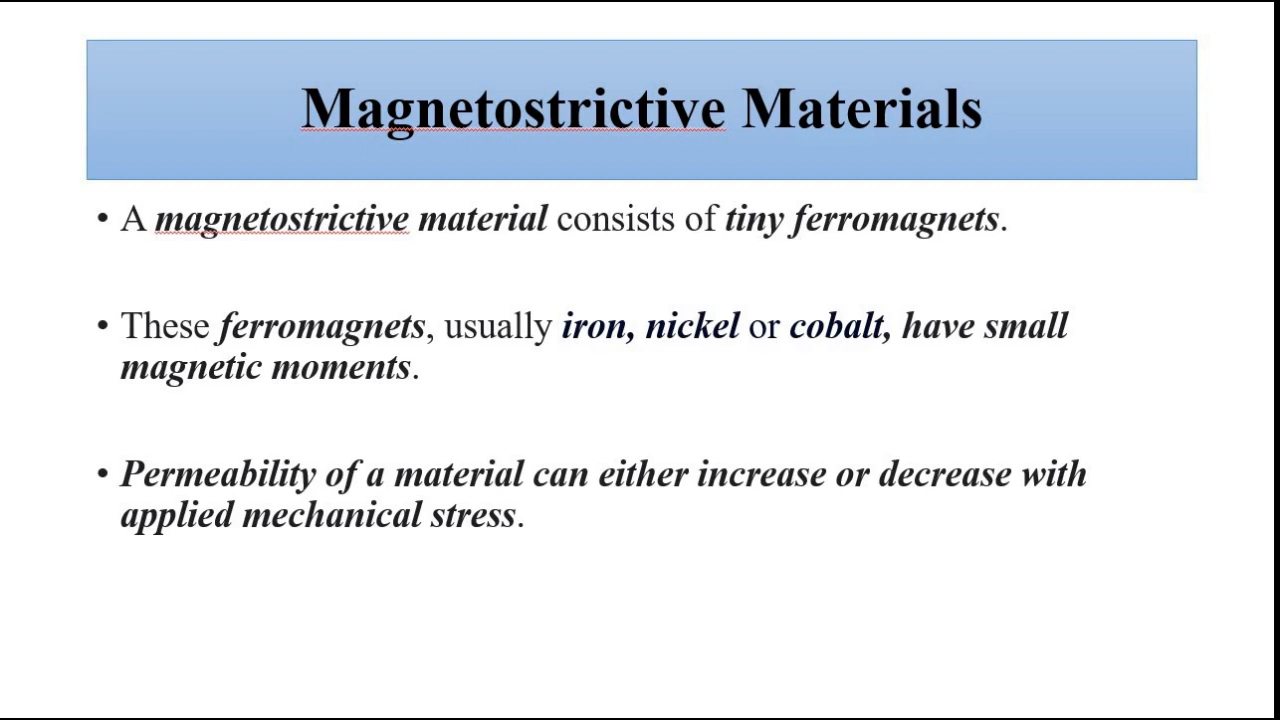 Magnetostrictive Materials
• A magnetostrictive material consists of tiny ferromagnets.
• These ferromagnets, usually iron, nickel or cobalt, have small
magnetic moments.
• Permeability of a material can either increase or decrease with
applied mechanical stress.